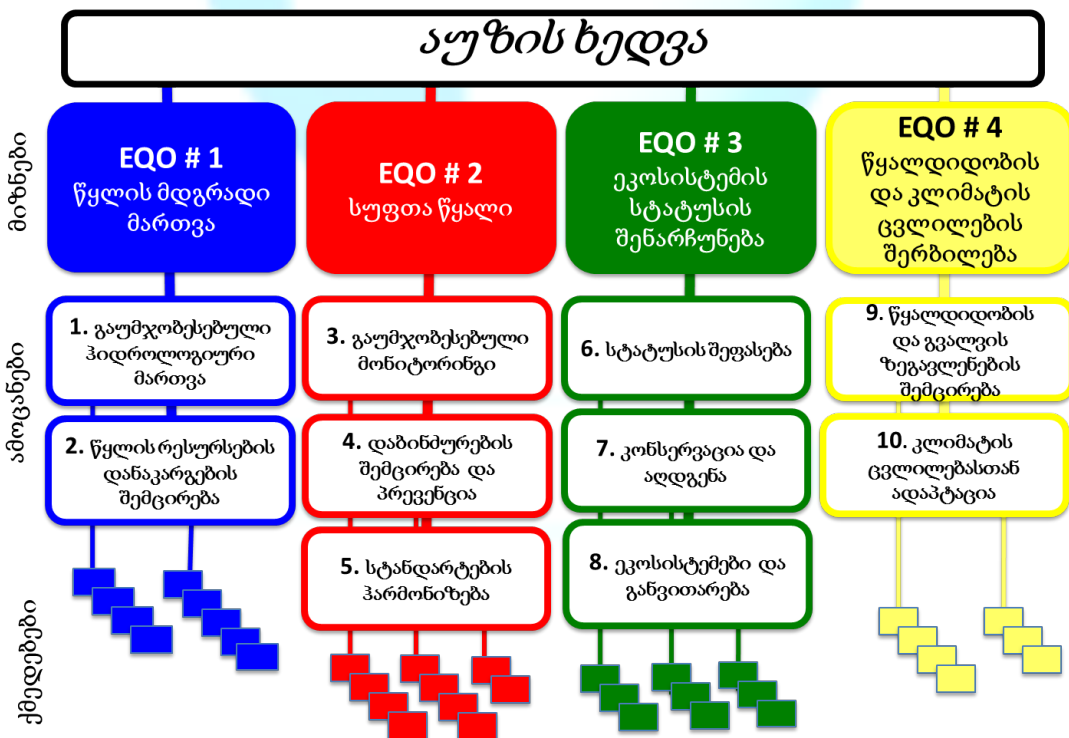 აუზის ხედვა
მიზნები
EQO # 1
წყლის მდგრადი
მართვა
EQO # 2
სუფთა წყალი
EQO # 3
ეკოსისტემის
სტატუსის
შენარჩუნება
EQO # 4
წყალდიდობის
და კლიმატის
ცვლილების
შერბილება
ამოცანები
1. გაუმჯობესებული
ჰიდროლოგიური
მართვა
2. წყლის რესურსების
დანაკარგების
შემცირება
3. გაუმჯობესებული
მონიტორინგი
4. დაბინმურების
შემცირება და
პრევენცია
5. სტანდარტების
ჰარმონიზება
6. სტატუსის შეფასება
7. კონსერვაცია და
აღდგენა
8. ეკოსისტემები და
განვითარება
9. წყალდიდობის
და გვალვის
ზეგავლენების
შემცირება
10. კლიმატის
ცვლილებასთან
ადაპტაცია
ქმედებები